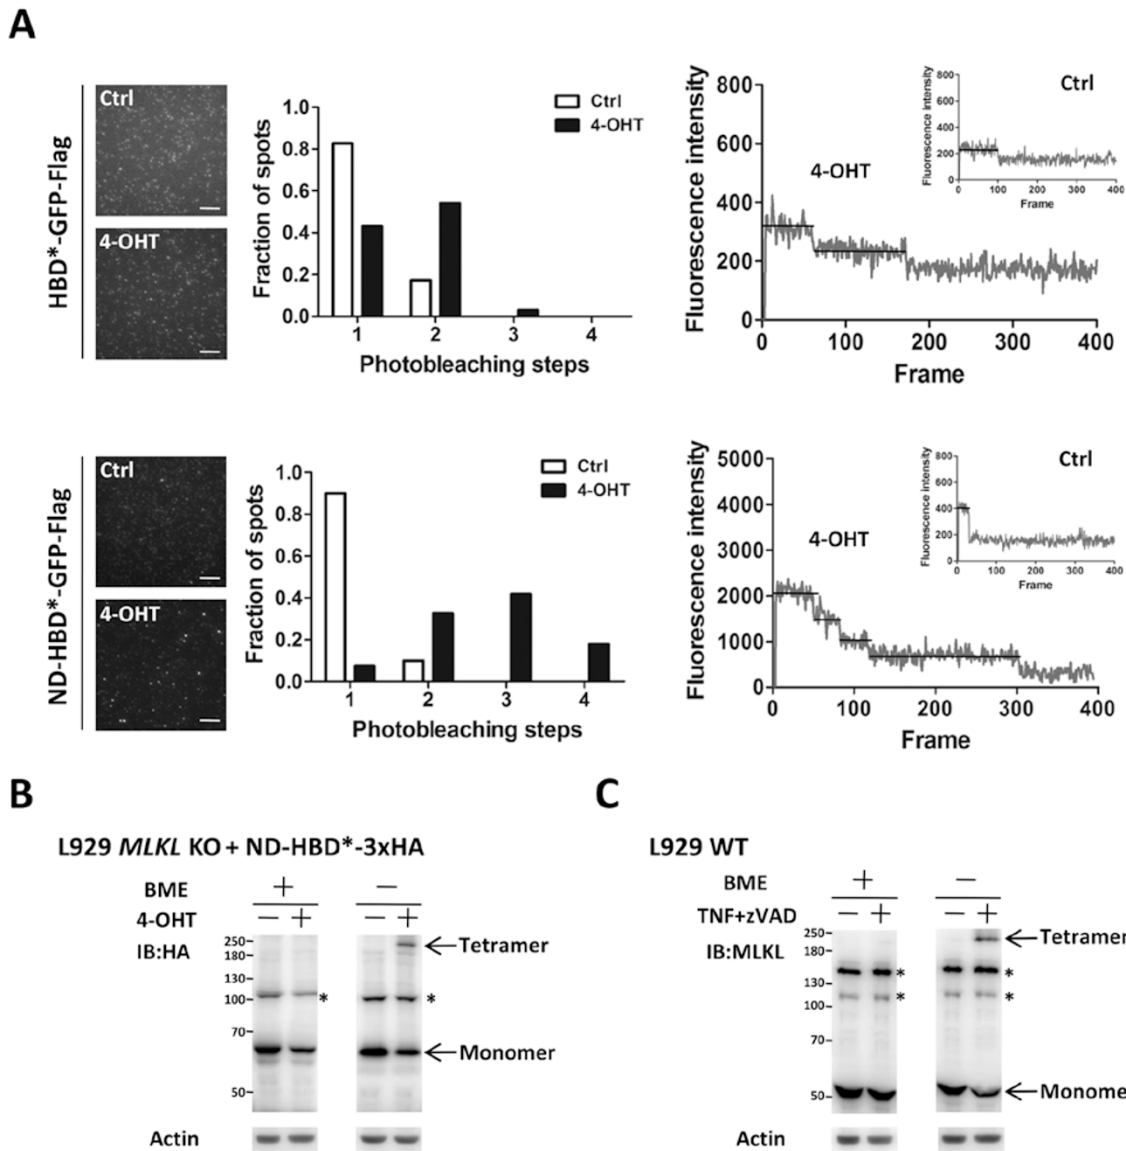 A
HBD*-GFP-Flag
Ctrl
4-OHT
Fraction of spots
1.0
0.8
0.6
0.4
0.2
0.0
Ctrl
4-OHT
1 2 3 4
Photobleaching steps
Fluorescence intensity
800
600
400
200
0
4-OHT
0 100 200 300 400
Frame
Fluorescence intensity
800
600
400
200
0
Ctrl
0 100 200 300 400
Frame
ND-HBD*-GFP-Flag
Ctrl
4-OHT
Fraction of spots
1.0
0.8
0.6
0.4
0.2
0.0
Ctrl
4-OHT
1 2 3 4
Photobleaching steps
Fluorescence intensity
5000
4000
3000
2000
1000
0
4-OHT
0 100 200 300 400
Frame
Fluorescence intensity
800
600
400
200
0
Ctrl
0 100 200 300 400
Frame
B
L929 MLKL KO + ND-HBD*-3xHA
BME + −
4-OHT − + − +
IB:HA
250
180
130
100
70
50
Tetramer
* *
Monomer
Actin
C
L929 WT
BME + −
TNF+zVAD − + − +
IB:MLKL
250
180
130
100
70
50
Tetramer
* *
* *
Monome
Actin